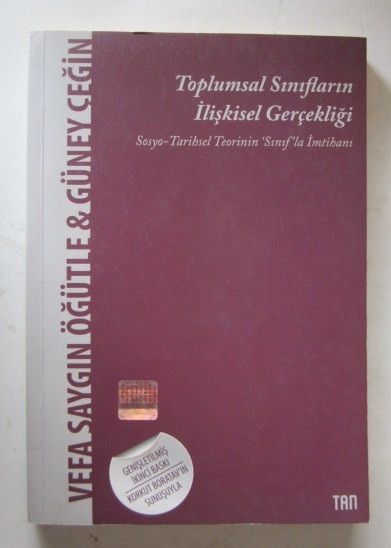 VEFA SAYGIN ÖĞÜTLE & GÜNEY ÇEĞİN
Toplumsal Sınıfların
İlişkisel Gerçekliği
Sosyo-Tarihsel Teorinin 'Sınıf'la İmtihanı
GENİŞLETİLMİŞ
İKİNCİ BASKI
KORKUT BORATAV'IN
SUNUŞUYLA
TAN